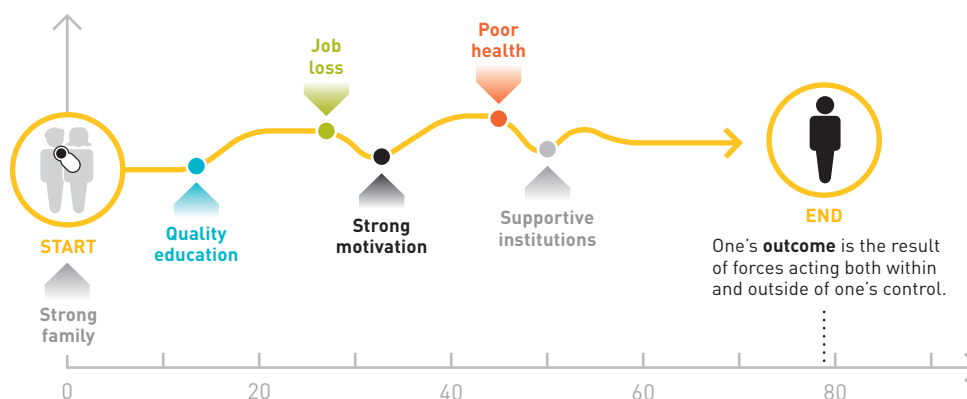 Job
loss
Poor
health
START
Quality
education
Strong
motivation
Supportive
institutions
END
One's outcome is the result
of forces acting both within
and outside of one's control.
Strong
family
0
20
40
60
80